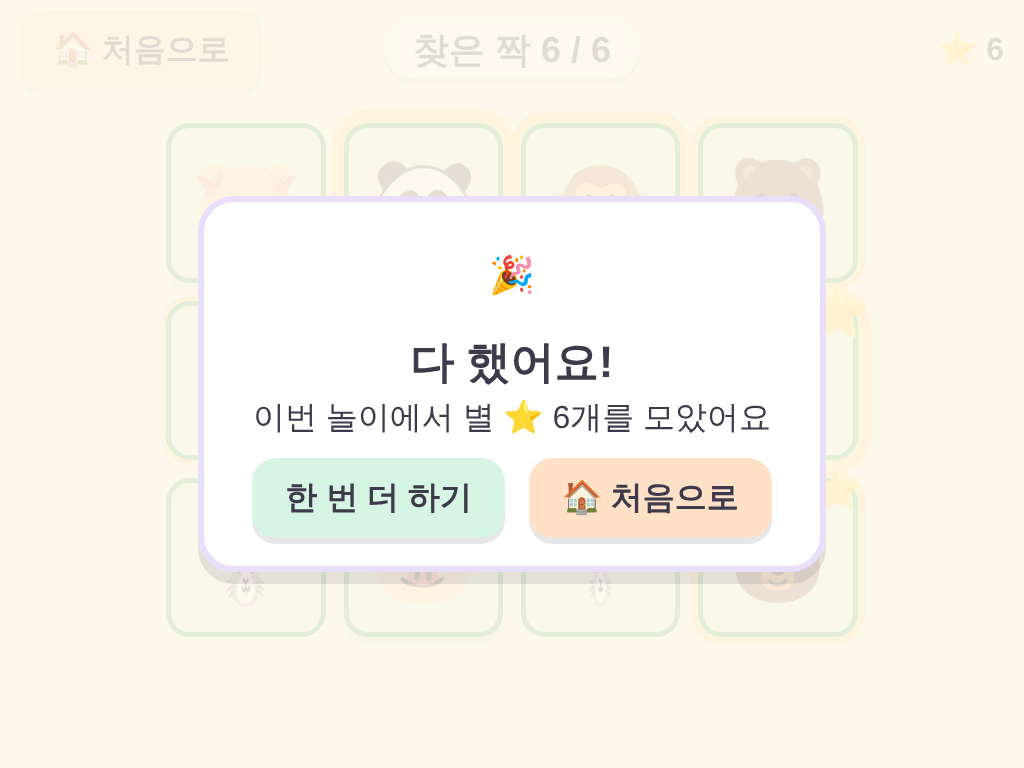 🏠 처음으로
찾은 짝 6 / 6
⭐ 6
🎉
다 했어요!
이번 놀이에서 별 ⭐ 6개를 모았어요
한 번 더 하기
🏠 처음으로